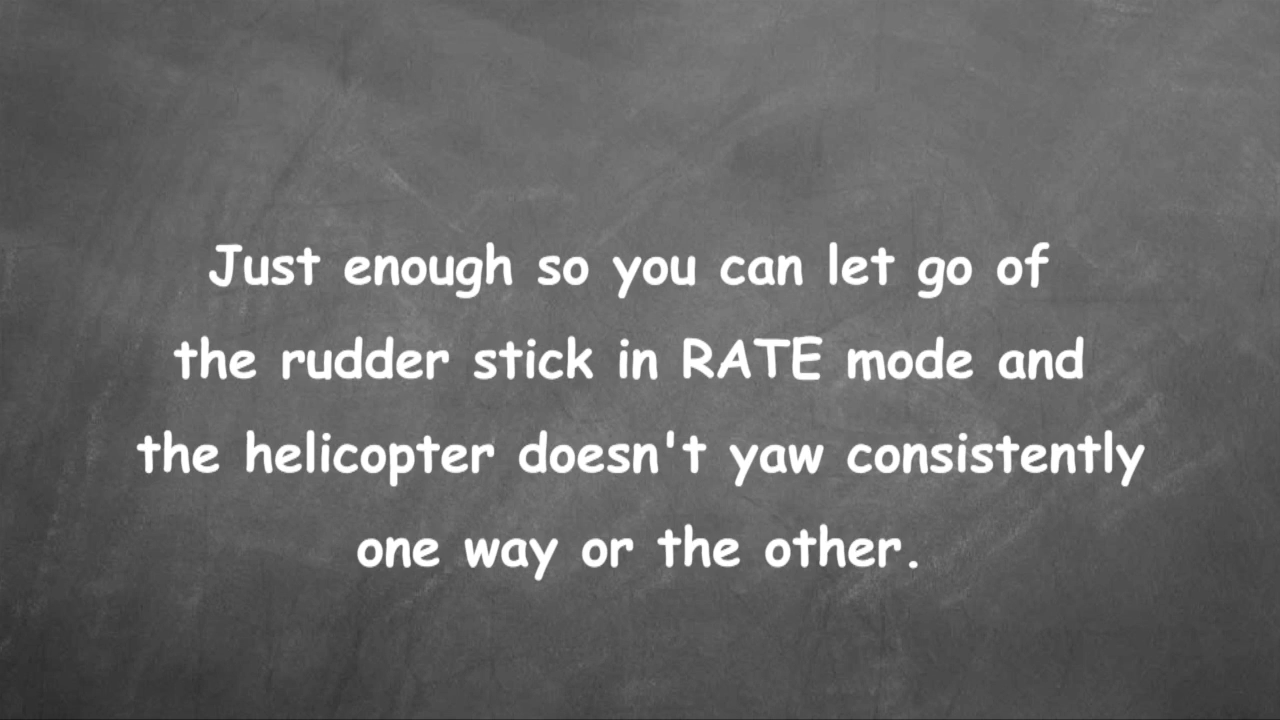 Just enough so you can let go of
the rudder stick in RATE mode and
the helicopter doesn't yaw consistently
one way or the other.